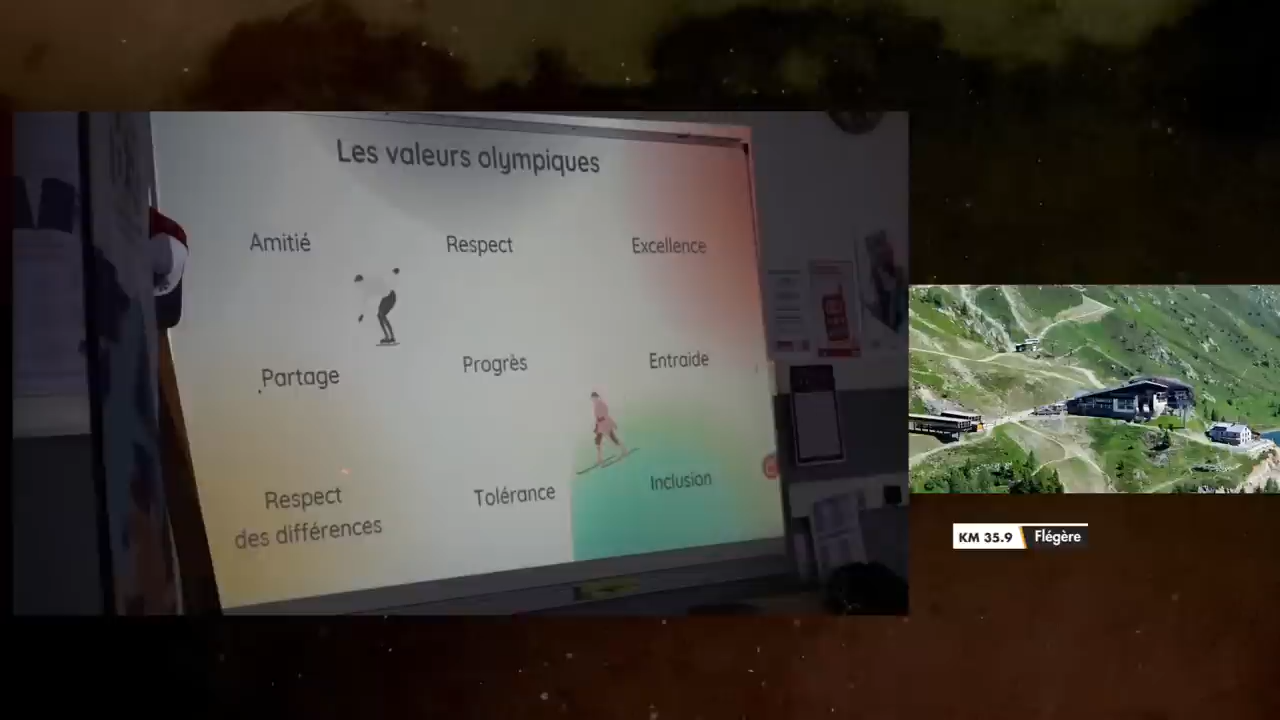 Les valeurs olympiques
Amitié
Respect
Excellence
Partage
Progrès
Entraide
Respect
des différences
Tolérance
Inclusion
KM 35.9
Flégère